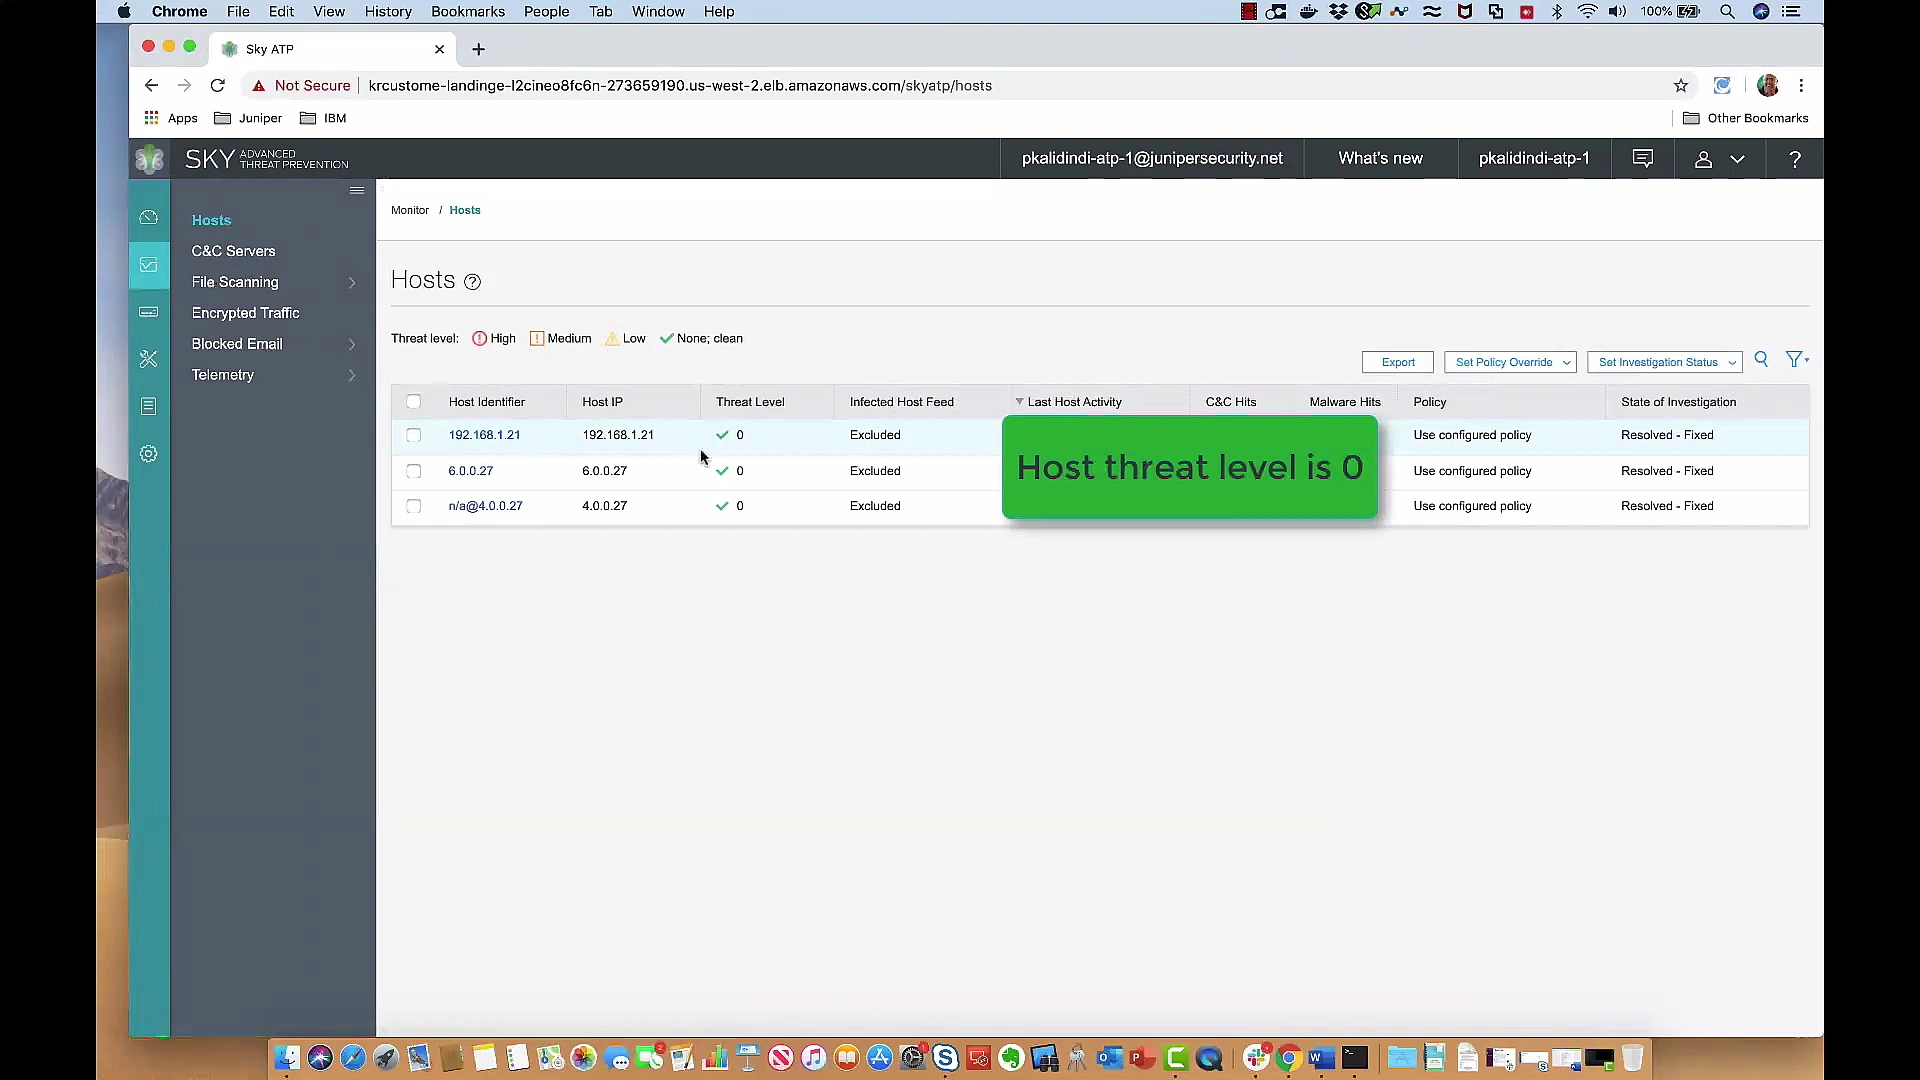 Chrome File Edit View History Bookmarks People Tab Window Help 100%
Sky ATP
Not Secure krcustome-landinge-l2cineo8fc6n-273659190.us-west-2.elb.amazonaws.com/skyatp/hosts
Apps Juniper IBM Other Bookmarks
SKY ADVANCED THREAT PREVENTION pkalidindi-atp-1@junipersecurity.net What's new pkalidindi-atp-1 ?
Hosts
C&C Servers
File Scanning
Encrypted Traffic
Blocked Email
Telemetry
Monitor / Hosts
Hosts ?
Threat level: High Medium Low None; clean
Export Set Policy Override Set Investigation Status
Host Identifier Host IP Threat Level Infected Host Feed Last Host Activity C&C Hits Malware Hits Policy State of Investigation
192.168.1.21 192.168.1.21 0 Excluded Use configured policy Resolved - Fixed
6.0.0.27 6.0.0.27 0 Excluded Use configured policy Resolved - Fixed
n/a@4.0.0.27 4.0.0.27 0 Excluded Use configured policy Resolved - Fixed
Host threat level is 0